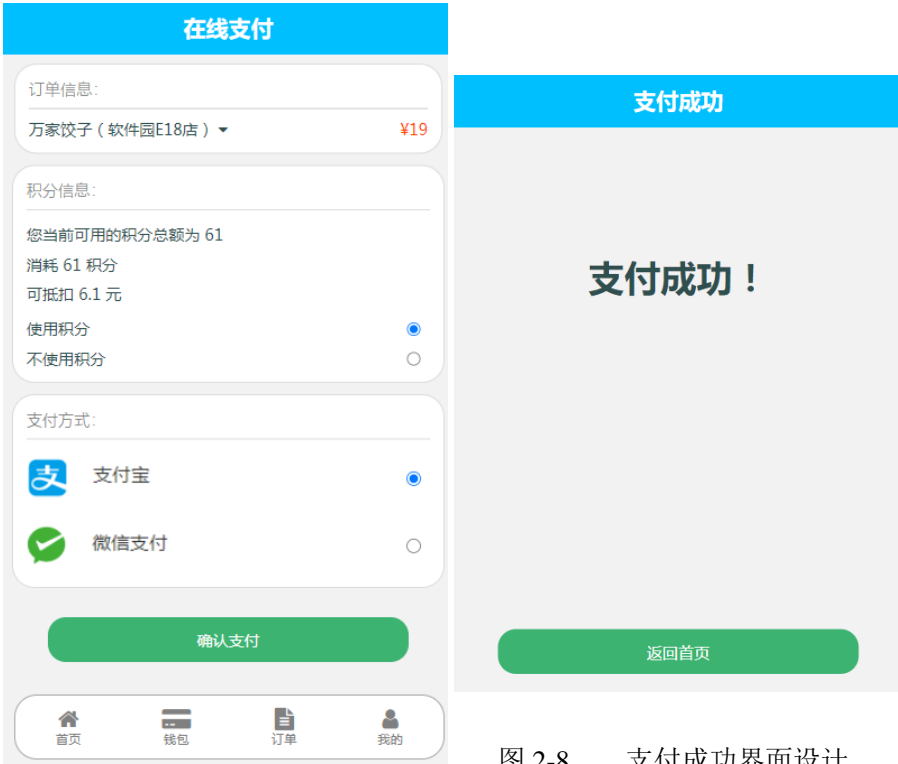 在线支付
订单信息:
万家饺子（软件园E18店）
¥19
积分信息:
您当前可用的积分总额为 61
消耗 61 积分
可抵扣 6.1 元
使用积分
不使用积分
支付方式:
支
支付宝
微信支付
确认支付
首页
钱包
订单
我的
支付成功
支付成功！
返回首页
图 2-8 支付成功界面设计